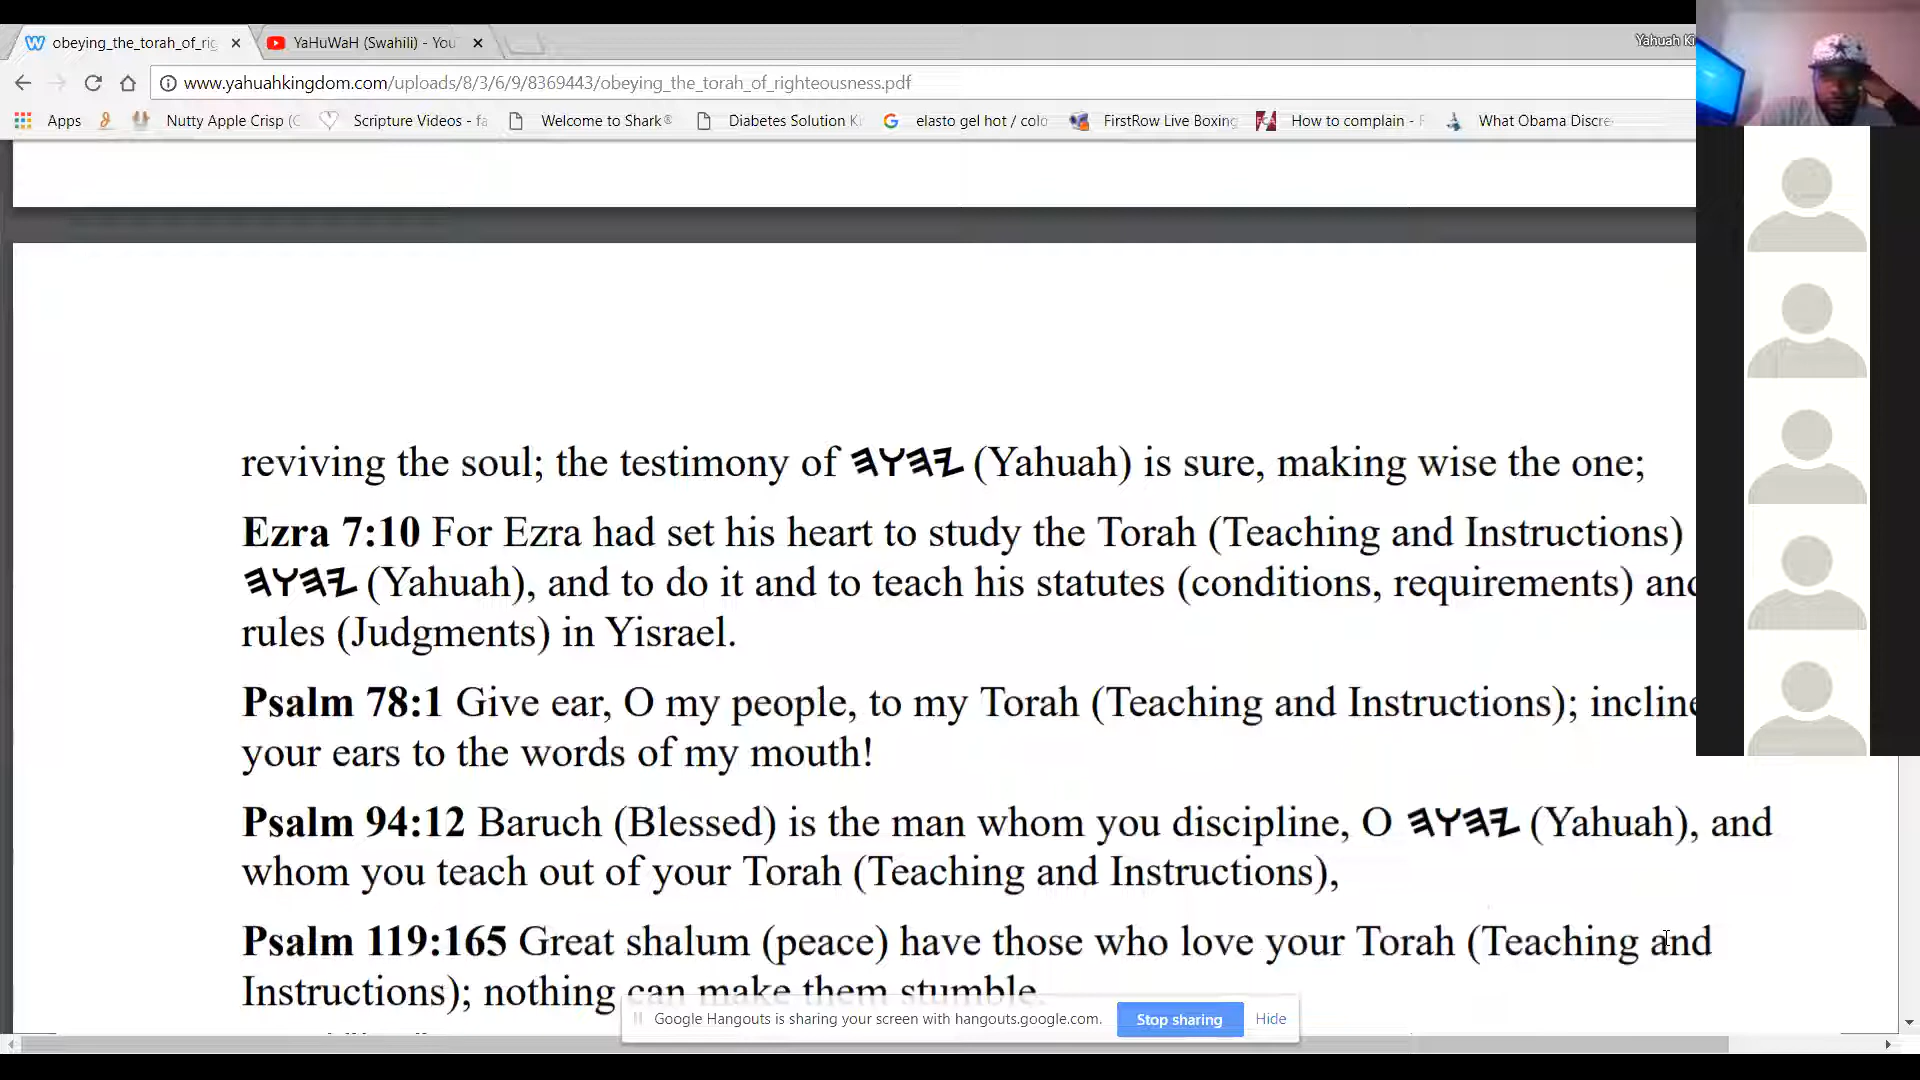 obeying_the_torah_of_rig
YaHuWaH (Swahili) - You
Yahuah Ki
www.yahuahkingdom.com/uploads/8/3/6/9/8369443/obeying_the_torah_of_righteousness.pdf
Apps Nutty Apple Crisp (C Scripture Videos - fa Welcome to Shark® Diabetes Solution Ki elasto gel hot / colo FirstRow Live Boxing How to complain - F What Obama Discre
reviving the soul; the testimony of 𐤄𐤅𐤄𐤉 (Yahuah) is sure, making wise the one;
Ezra 7:10 For Ezra had set his heart to study the Torah (Teaching and Instructions)
𐤄𐤅𐤄𐤉 (Yahuah), and to do it and to teach his statutes (conditions, requirements) and
rules (Judgments) in Yisrael.
Psalm 78:1 Give ear, O my people, to my Torah (Teaching and Instructions); incline
your ears to the words of my mouth!
Psalm 94:12 Baruch (Blessed) is the man whom you discipline, O 𐤄𐤅𐤄𐤉 (Yahuah), and
whom you teach out of your Torah (Teaching and Instructions),
Psalm 119:165 Great shalum (peace) have those who love your Torah (Teaching and
Instructions); nothing can make them stumble.
Google Hangouts is sharing your screen with hangouts.google.com. Stop sharing Hide